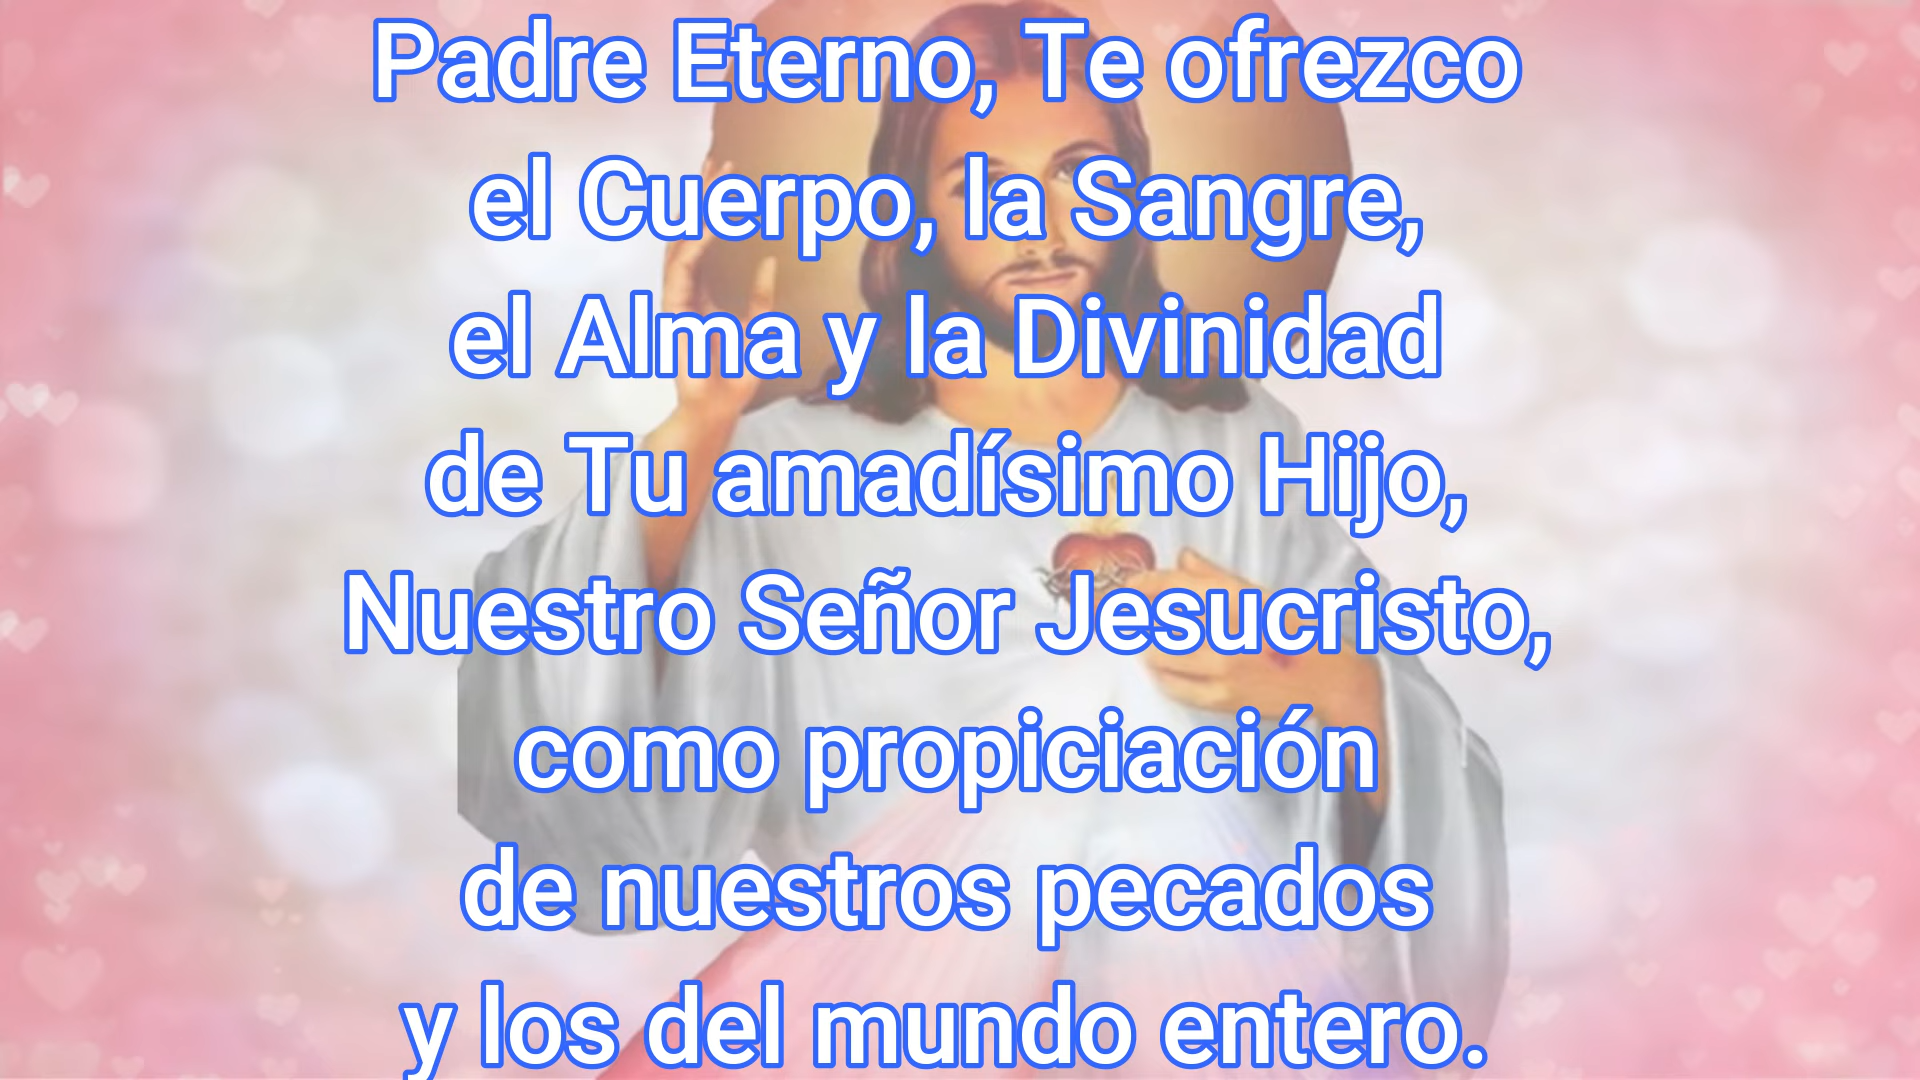 Padre Eterno, Te ofrezco
el Cuerpo, la Sangre,
el Alma y la Divinidad
de Tu amadísimo Hijo,
Nuestro Señor Jesucristo,
como propiciación
de nuestros pecados
y los del mundo entero.